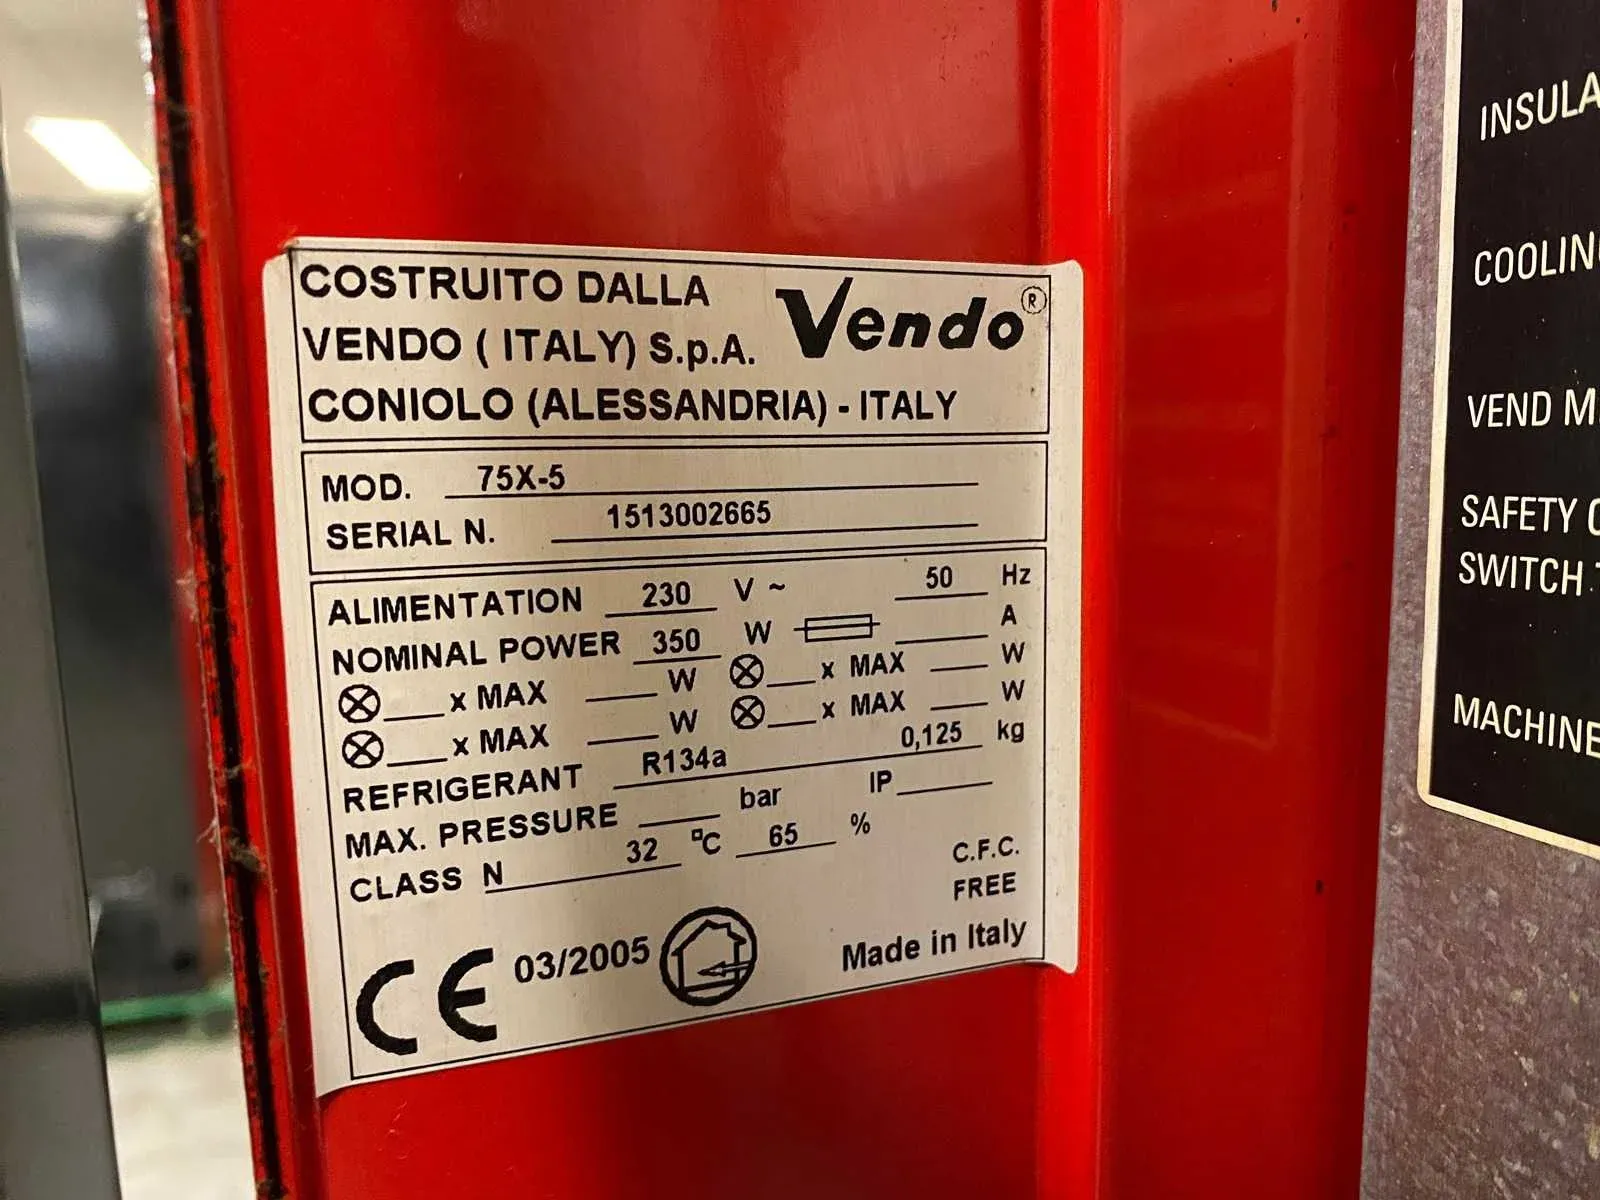 COSTRUITO DALLA
VENDO ( ITALY) S.p.A.
CONIOLO (ALESSANDRIA) - ITALY
Vendo®
MOD. 75X-5
SERIAL N. 1513002665
ALIMENTATION 230 V ~ 50 Hz
NOMINAL POWER 350 W A
x MAX W x MAX W
x MAX W x MAX W
REFRIGERANT R134a 0,125 kg
MAX. PRESSURE bar IP
CLASS N 32 °C 65 %
C.F.C.
FREE
CE 03/2005 Made in Italy
COOLIN
VEND M
SAFETY
SWITCH
MACHINE